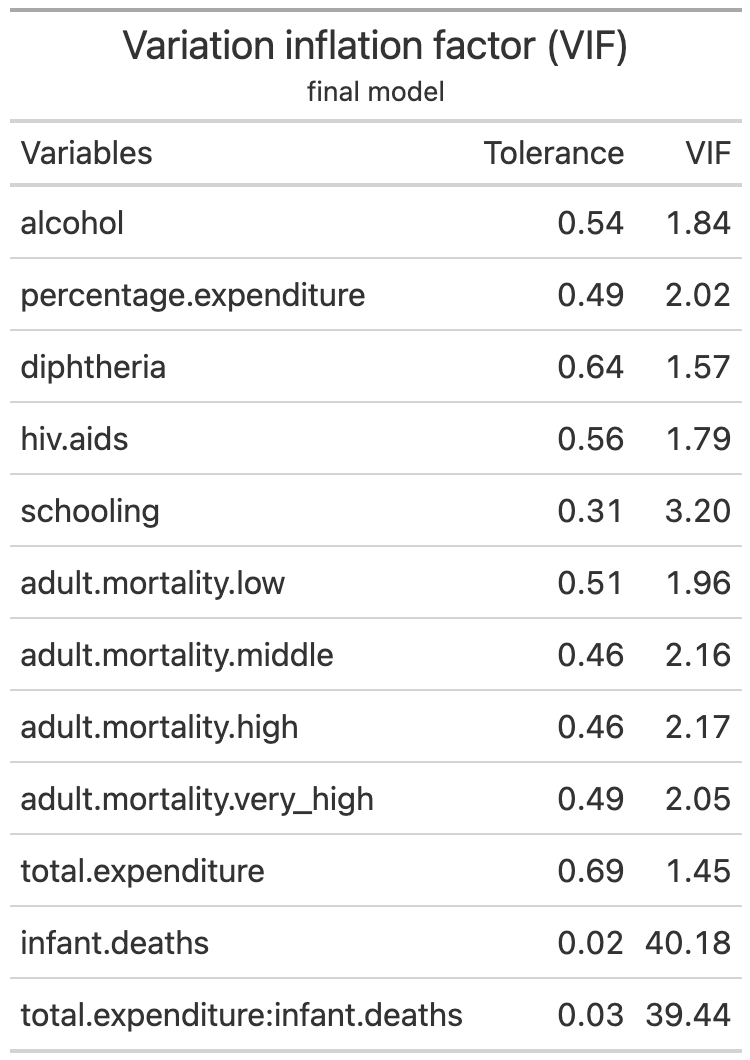 Variation inflation factor (VIF)
final model
Variables Tolerance VIF
alcohol 0.54 1.84
percentage.expenditure 0.49 2.02
diphtheria 0.64 1.57
hiv.aids 0.56 1.79
schooling 0.31 3.20
adult.mortality.low 0.51 1.96
adult.mortality.middle 0.46 2.16
adult.mortality.high 0.46 2.17
adult.mortality.very_high 0.49 2.05
total.expenditure 0.69 1.45
infant.deaths 0.02 40.18
total.expenditure:infant.deaths 0.03 39.44